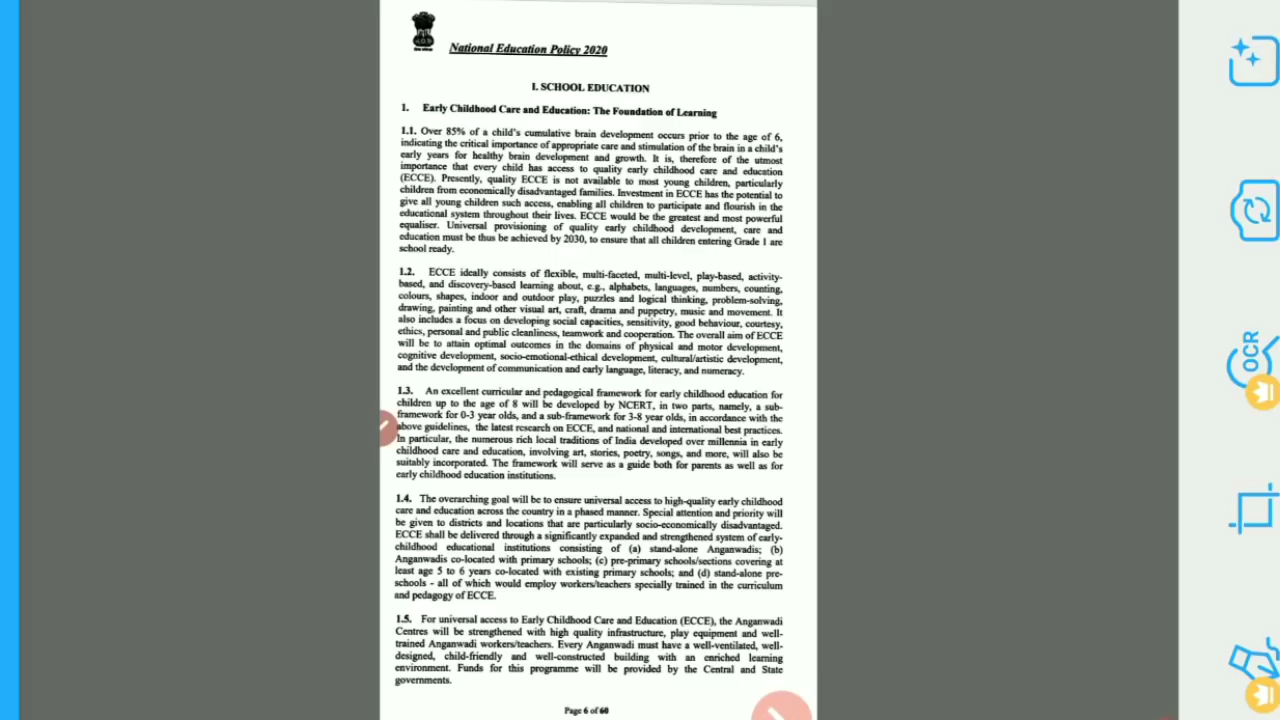 National Education Policy 2020
I. SCHOOL EDUCATION
1. Early Childhood Care and Education: The Foundation of Learning
1.1. Over 85% of a child's cumulative brain development occurs prior to the age of 6,
indicating the critical importance of appropriate care and stimulation of the brain in a child's
early years for healthy brain development and growth. It is, therefore of the utmost
importance that every child has access to quality early childhood care and education
(ECCE). Presently, quality ECCE is not available to most young children, particularly
children from economically disadvantaged families. Investment in ECCE has the potential to
give all young children such access, enabling all children to participate and flourish in the
educational system throughout their lives. ECCE would be the greatest and most powerful
equaliser. Universal provisioning of quality early childhood development, care and
education must be thus be achieved by 2030, to ensure that all children entering Grade 1 are
school ready.
1.2. ECCE ideally consists of flexible, multi-faceted, multi-level, play-based, activity-
based, and discovery-based learning about, e.g., alphabets, languages, numbers, counting,
colours, shapes, indoor and outdoor play, puzzles and logical thinking, problem-solving,
drawing, painting and other visual art, craft, drama and puppetry, music and movement. It
also includes a focus on developing social capacities, sensitivity, good behaviour, courtesy,
ethics, personal and public cleanliness, teamwork and cooperation. The overall aim of ECCE
will be to attain optimal outcomes in the domains of physical and motor development,
cognitive development, socio-emotional-ethical development, cultural/artistic development,
and the development of communication and early language, literacy, and numeracy.
1.3. An excellent curricular and pedagogical framework for early childhood education for
children up to the age of 8 will be developed by NCERT, in two parts, namely, a sub-
framework for 0-3 year olds, and a sub-framework for 3-8 year olds, in accordance with the
above guidelines, the latest research on ECCE, and national and international best practices.
In particular, the numerous rich local traditions of India developed over millennia in early
childhood care and education, involving art, stories, poetry, songs, and more, will also be
suitably incorporated. The framework will serve as a guide both for parents as well as for
early childhood education institutions.
1.4. The overarching goal will be to ensure universal access to high-quality early childhood
care and education across the country in a phased manner. Special attention and priority will
be given to districts and locations that are particularly socio-economically disadvantaged.
ECCE shall be delivered through a significantly expanded and strengthened system of early-
childhood educational institutions consisting of (a) stand-alone Anganwadis; (b)
Anganwadis co-located with primary schools; (c) pre-primary schools/sections covering at
least age 5 to 6 years co-located with existing primary schools; and (d) stand-alone pre-
schools - all of which would employ workers/teachers specially trained in the curriculum
and pedagogy of ECCE.
1.5. For universal access to Early Childhood Care and Education (ECCE), the Anganwadi
Centres will be strengthened with high quality infrastructure, play equipment and well-
trained Anganwadi workers/teachers. Every Anganwadi must have a well-ventilated, well-
designed, child-friendly and well-constructed building with an enriched learning
environment. Funds for this programme will be provided by the Central and State
governments.
Page 6 of 60
OCR